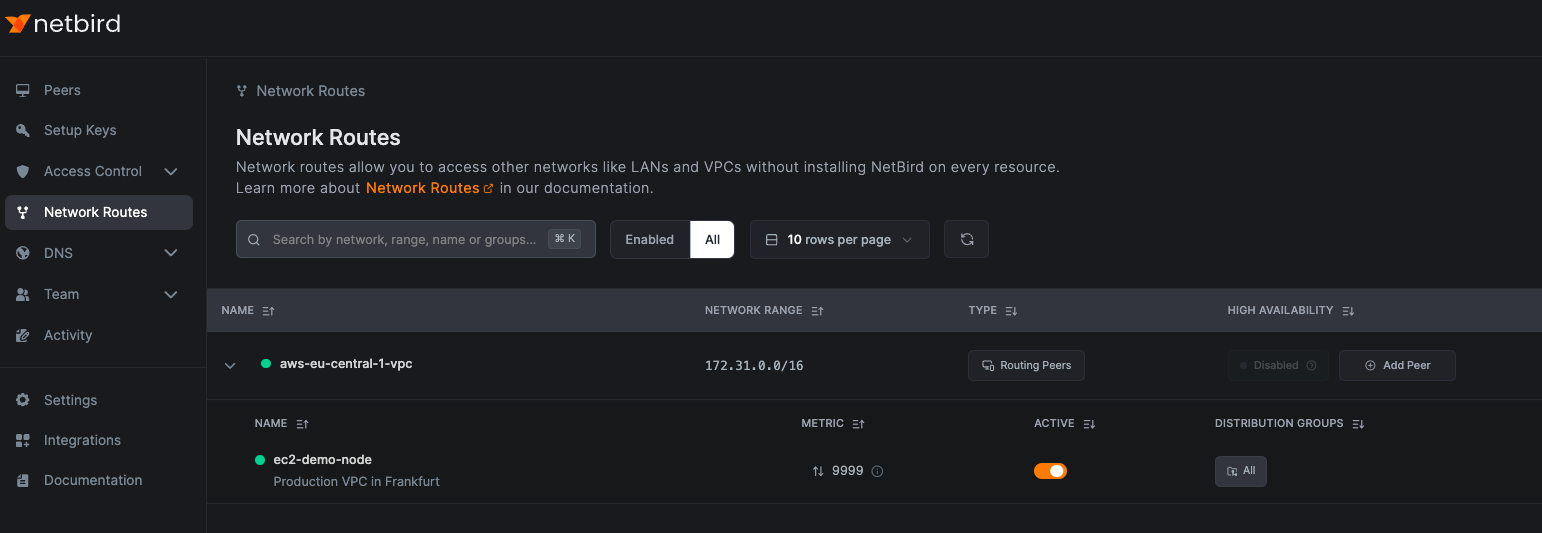 netbird
Peers
Setup Keys
Access Control
Network Routes
DNS
Team
Activity
Settings
Integrations
Documentation
Network Routes
Network Routes
Network routes allow you to access other networks like LANs and VPCs without installing NetBird on every resource.
Learn more about Network Routes in our documentation.
Search by network, range, name or groups... ⌘ K Enabled All 10 rows per page
NAME NETWORK RANGE TYPE HIGH AVAILABILITY
aws-eu-central-1-vpc 172.31.0.0/16 Routing Peers Disabled Add Peer
NAME METRIC ACTIVE DISTRIBUTION GROUPS
ec2-demo-node 9999 All
Production VPC in Frankfurt